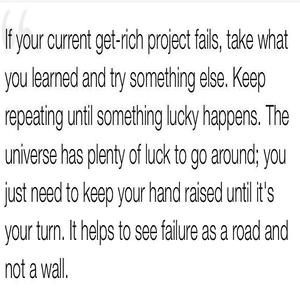 “
If your current get-rich project fails, take what
you learned and try something else. Keep
repeating until something lucky happens. The
universe has plenty of luck to go around; you
just need to keep your hand raised until it's
your turn. It helps to see failure as a road and
not a wall.